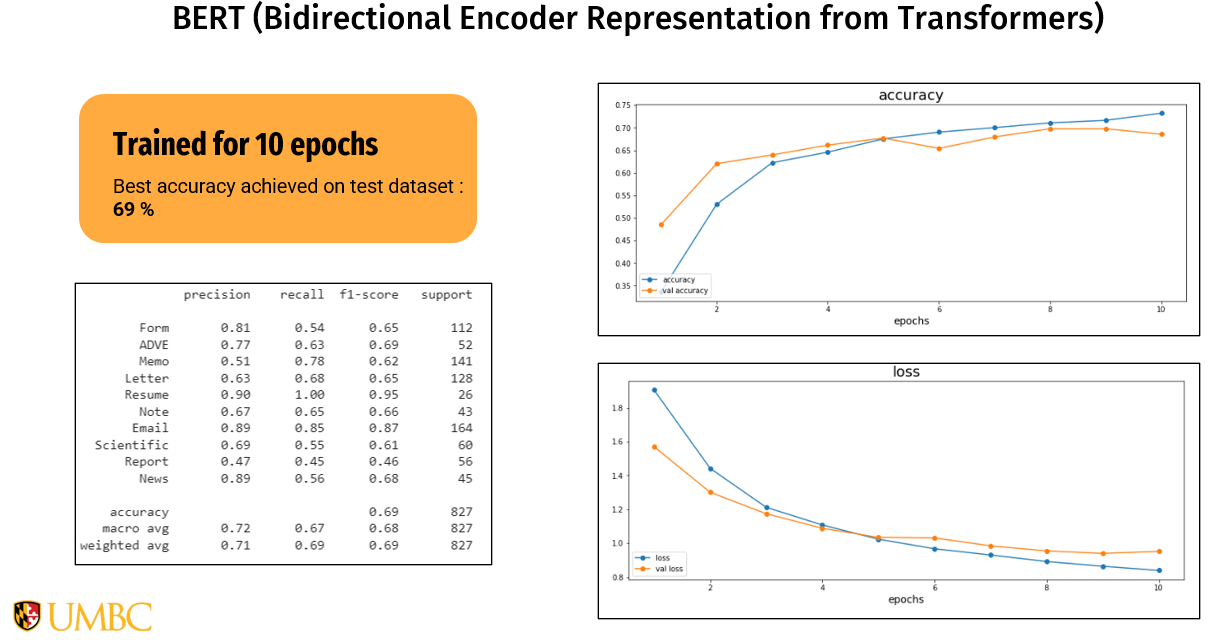 BERT (Bidirectional Encoder Representation from Transformers)
Trained for 10 epochs
Best accuracy achieved on test dataset :
69 %
precision recall f1-score support
Form 0.81 0.54 0.65 112
ADVE 0.77 0.63 0.69 52
Memo 0.51 0.78 0.62 141
Letter 0.63 0.68 0.65 128
Resume 0.90 1.00 0.95 26
Note 0.67 0.65 0.66 43
Email 0.89 0.85 0.87 164
Scientific 0.69 0.55 0.61 60
Report 0.47 0.45 0.46 56
News 0.89 0.56 0.68 45
accuracy 0.69 827
macro avg 0.72 0.67 0.68 827
weighted avg 0.71 0.69 0.69 827
UMBC
accuracy
0.75
0.70
0.65
0.60
0.55
0.50
0.45
0.40
0.35
accuracy
val accuracy
2 4 6 8 10
epochs
loss
1.8
1.6
1.4
1.2
1.0
0.8
loss
val loss
2 4 6 8 10
epochs